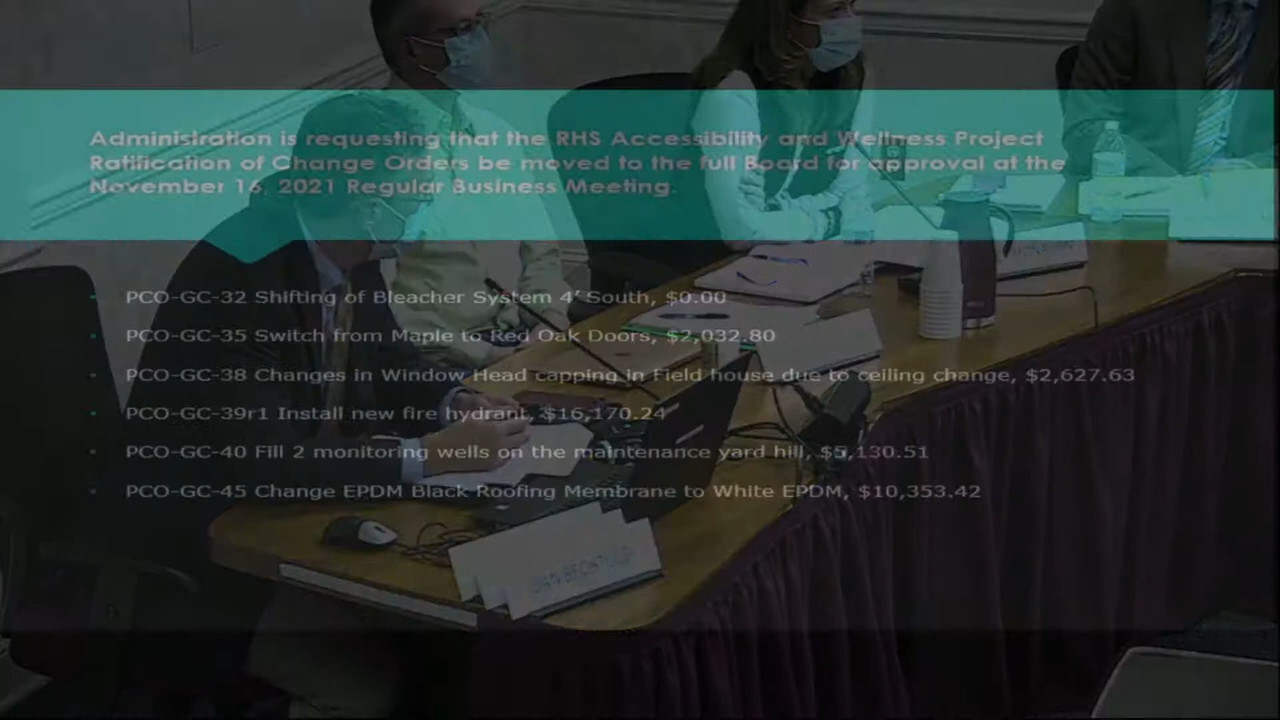 Administration is requesting that the RHS Accessibility and Wellness Project
Ratification of Change Orders be moved to the full Board for approval at the
November 16, 2021 Regular Business Meeting.
PCO-GC-32 Shifting of Bleacher System 4’ South, $0.00
PCO-GC-35 Switch from Maple to Red Oak Doors, $2,032.80
PCO-GC-38 Changes in Window Head capping in Field house due to ceiling change, $2,627.63
PCO-GC-39r1 Install new fire hydrant, $16,170.24
PCO-GC-40 Fill 2 monitoring wells on the maintenance yard hill, $5,130.51
PCO-GC-45 Change EPDM Black Roofing Membrane to White EPDM, $10,353.42